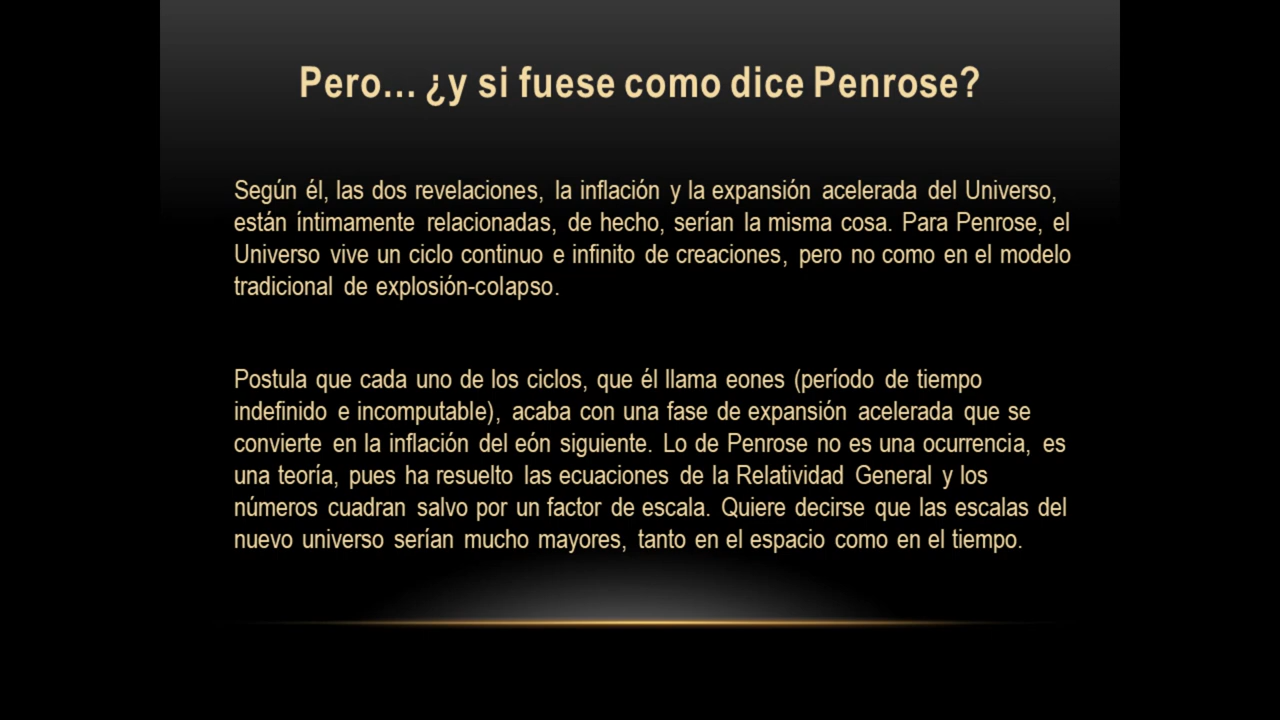 Pero... ¿y si fuese como dice Penrose?
Según él, las dos revelaciones, la inflación y la expansión acelerada del Universo,
están íntimamente relacionadas, de hecho, serían la misma cosa. Para Penrose, el
Universo vive un ciclo continuo e infinito de creaciones, pero no como en el modelo
tradicional de explosión-colapso.
Postula que cada uno de los ciclos, que él llama eones (período de tiempo
indefinido e incomputable), acaba con una fase de expansión acelerada que se
convierte en la inflación del eón siguiente. Lo de Penrose no es una ocurrencia, es
una teoría, pues ha resuelto las ecuaciones de la Relatividad General y los
números cuadran salvo por un factor de escala. Quiere decirse que las escalas del
nuevo universo serían mucho mayores, tanto en el espacio como en el tiempo.